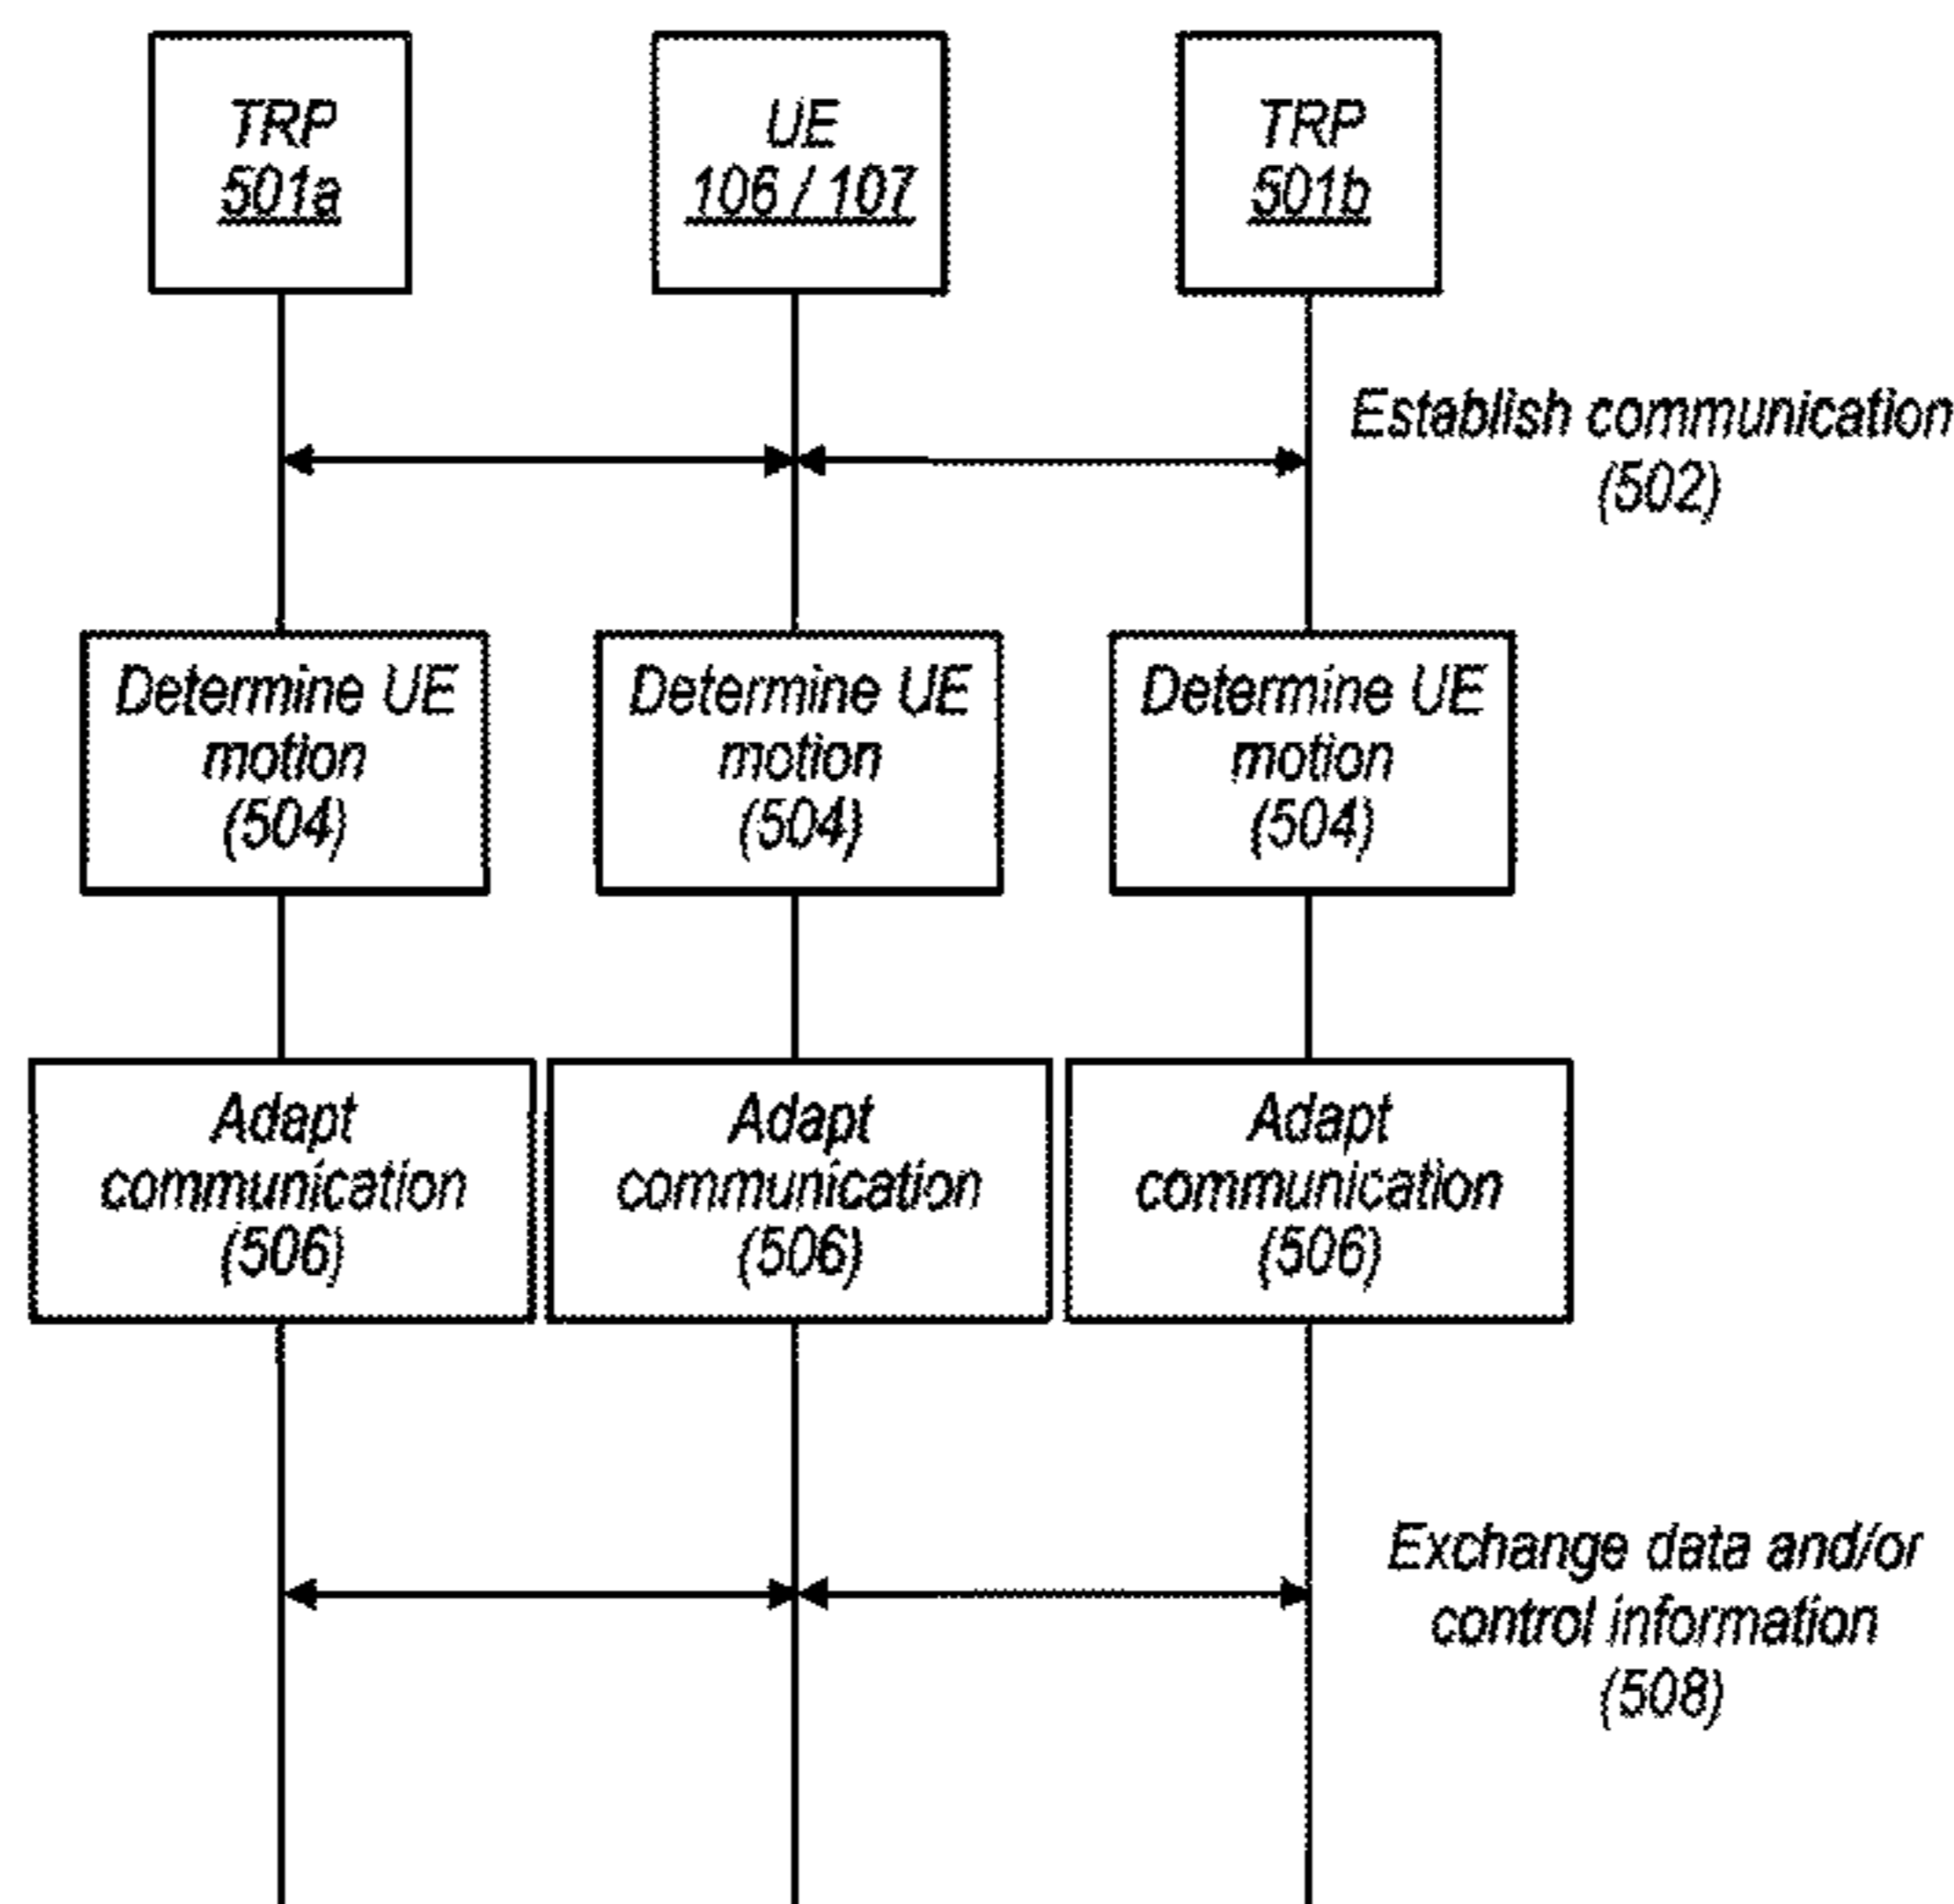 TRP
501a
UE
106 / 107
TRP
501b
Establish communication
(502)
Determine UE
motion
(504)
Determine UE
motion
(504)
Determine UE
motion
(504)
Adapt
communication
(506)
Adapt
communication
(506)
Adapt
communication
(506)
Exchange data and/or
control information
(508)